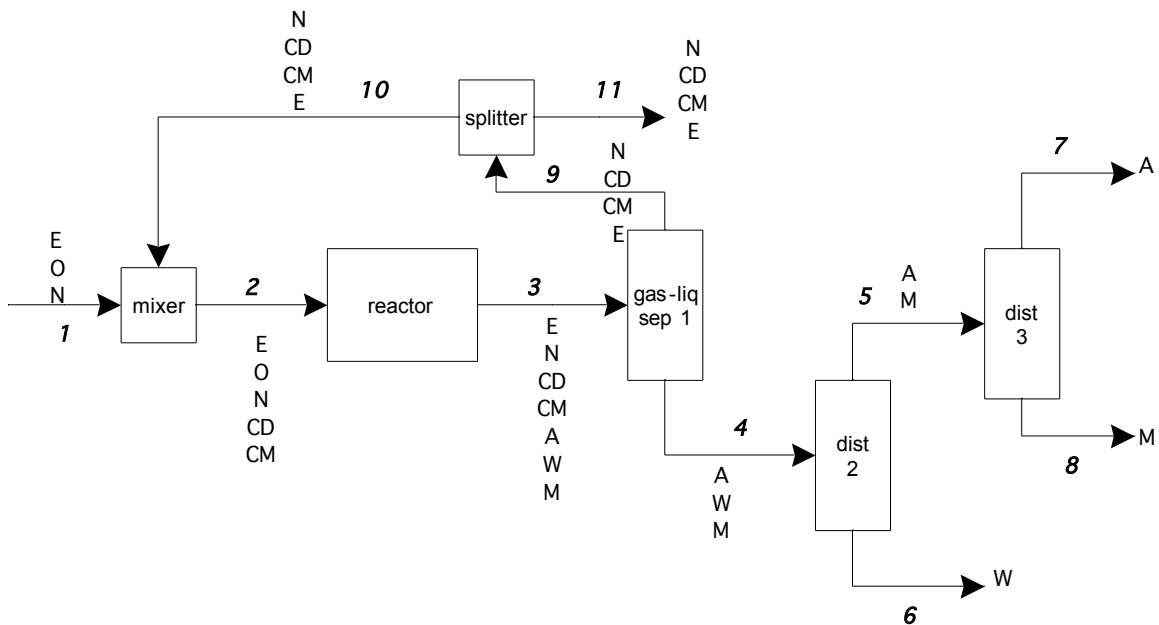 N
CD
CM
E
10
splitter
11
N
CD
CM
E
9
N
CD
CM
E
7
A
E
O
N
1
mixer
2
E
O
N
CD
CM
reactor
3
E
N
CD
CM
A
W
M
gas-liq
sep 1
4
A
W
M
5
A
M
dist
2
dist
3
M
8
W
6